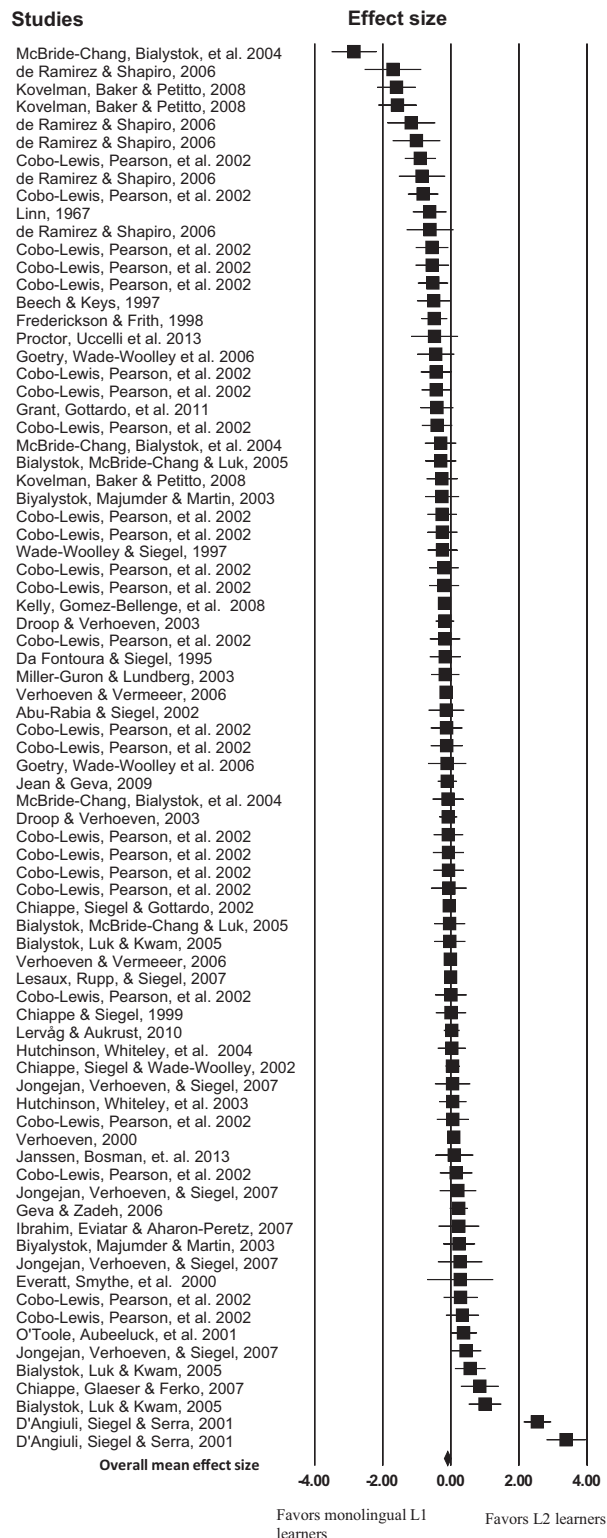 Studies Effect size
McBride-Chang, Bialystok, et al. 2004
de Ramirez & Shapiro, 2006
Kovelman, Baker & Petitto, 2008
Kovelman, Baker & Petitto, 2008
de Ramirez & Shapiro, 2006
de Ramirez & Shapiro, 2006
Cobo-Lewis, Pearson, et al. 2002
de Ramirez & Shapiro, 2006
Cobo-Lewis, Pearson, et al. 2002
Linn, 1967
de Ramirez & Shapiro, 2006
Cobo-Lewis, Pearson, et al. 2002
Cobo-Lewis, Pearson, et al. 2002
Cobo-Lewis, Pearson, et al. 2002
Beech & Keys, 1997
Frederickson & Frith, 1998
Proctor, Uccelli et al. 2013
Goetry, Wade-Woolley et al. 2006
Cobo-Lewis, Pearson, et al. 2002
Cobo-Lewis, Pearson, et al. 2002
Grant, Gottardo, et al. 2011
Cobo-Lewis, Pearson, et al. 2002
McBride-Chang, Bialystok, et al. 2004
Bialystok, McBride-Chang & Luk, 2005
Kovelman, Baker & Petitto, 2008
Biyalystok, Majumder & Martin, 2003
Cobo-Lewis, Pearson, et al. 2002
Cobo-Lewis, Pearson, et al. 2002
Wade-Woolley & Siegel, 1997
Cobo-Lewis, Pearson, et al. 2002
Cobo-Lewis, Pearson, et al. 2002
Kelly, Gomez-Bellenge, et al. 2008
Droop & Verhoeven, 2003
Cobo-Lewis, Pearson, et al. 2002
Da Fontoura & Siegel, 1995
Miller-Guron & Lundberg, 2003
Verhoeven & Vermeeer, 2006
Abu-Rabia & Siegel, 2002
Cobo-Lewis, Pearson, et al. 2002
Cobo-Lewis, Pearson, et al. 2002
Goetry, Wade-Woolley et al. 2006
Jean & Geva, 2009
McBride-Chang, Bialystok, et al. 2004
Droop & Verhoeven, 2003
Cobo-Lewis, Pearson, et al. 2002
Cobo-Lewis, Pearson, et al. 2002
Cobo-Lewis, Pearson, et al. 2002
Cobo-Lewis, Pearson, et al. 2002
Chiappe, Siegel & Gottardo, 2002
Bialystok, McBride-Chang & Luk, 2005
Bialystok, Luk & Kwam, 2005
Verhoeven & Vermeeer, 2006
Lesaux, Rupp, & Siegel, 2007
Cobo-Lewis, Pearson, et al. 2002
Chiappe & Siegel, 1999
Lervåg & Aukrust, 2010
Hutchinson, Whiteley, et al. 2004
Chiappe, Siegel & Wade-Woolley, 2002
Jongejan, Verhoeven, & Siegel, 2007
Hutchinson, Whiteley, et al. 2003
Cobo-Lewis, Pearson, et al. 2002
Verhoeven, 2000
Janssen, Bosman, et. al. 2013
Cobo-Lewis, Pearson, et al. 2002
Jongejan, Verhoeven, & Siegel, 2007
Geva & Zadeh, 2006
Ibrahim, Eviatar & Aharon-Peretz, 2007
Biyalystok, Majumder & Martin, 2003
Jongejan, Verhoeven, & Siegel, 2007
Everatt, Smythe, et al. 2000
Cobo-Lewis, Pearson, et al. 2002
Cobo-Lewis, Pearson, et al. 2002
O'Toole, Aubeeluck, et al. 2001
Jongejan, Verhoeven, & Siegel, 2007
Bialystok, Luk & Kwam, 2005
Chiappe, Glaeser & Ferko, 2007
Bialystok, Luk & Kwam, 2005
D'Angiuli, Siegel & Serra, 2001
D'Angiuli, Siegel & Serra, 2001
Overall mean effect size
-4.00 -2.00 0.00 2.00 4.00
Favors monolingual L1 Favors L2 learners
learners